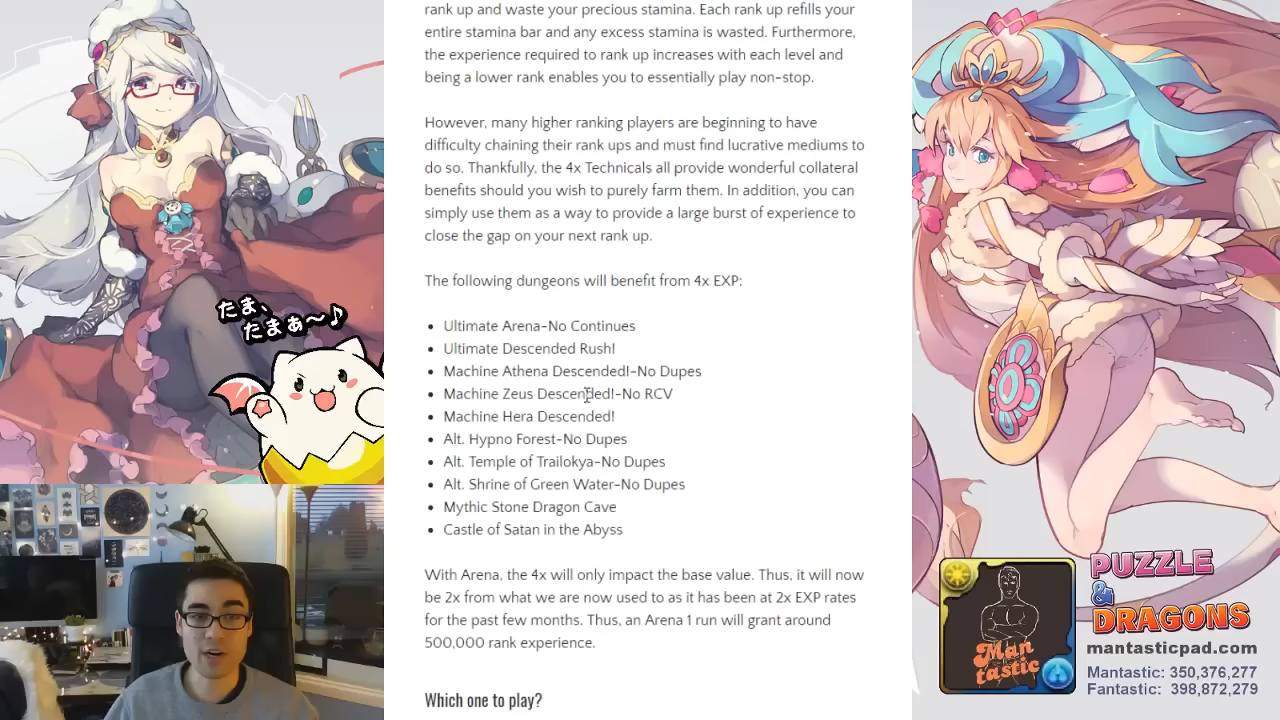 rank up and waste your precious stamina. Each rank up refills your
entire stamina bar and any excess stamina is wasted. Furthermore,
the experience required to rank up increases with each level and
being a lower rank enables you to essentially play non-stop.
However, many higher ranking players are beginning to have
difficulty chaining their rank ups and must find lucrative mediums to
do so. Thankfully, the 4x Technicals all provide wonderful collateral
benefits should you wish to purely farm them. In addition, you can
simply use them as a way to provide a large burst of experience to
close the gap on your next rank up.
The following dungeons will benefit from 4x EXP:
• Ultimate Arena-No Continues
• Ultimate Descended Rush!
• Machine Athena Descended!-No Dupes
• Machine Zeus Descended!-No RCV
• Machine Hera Descended!
• Alt. Hypno Forest-No Dupes
• Alt. Temple of Trailokya-No Dupes
• Alt. Shrine of Green Water-No Dupes
• Mythic Stone Dragon Cave
• Castle of Satan in the Abyss
With Arena, the 4x will only impact the base value. Thus, it will now
be 2x from what we are now used to as it has been at 2x EXP rates
for the past few months. Thus, an Arena 1 run will grant around
500,000 rank experience.
Which one to play?
たま、
たまぁ～♪
Man
tastic
PUZZLE
&
DRAGONS
mantasticpad.com
Mantastic: 350,376,277
Fantastic: 398,872,279